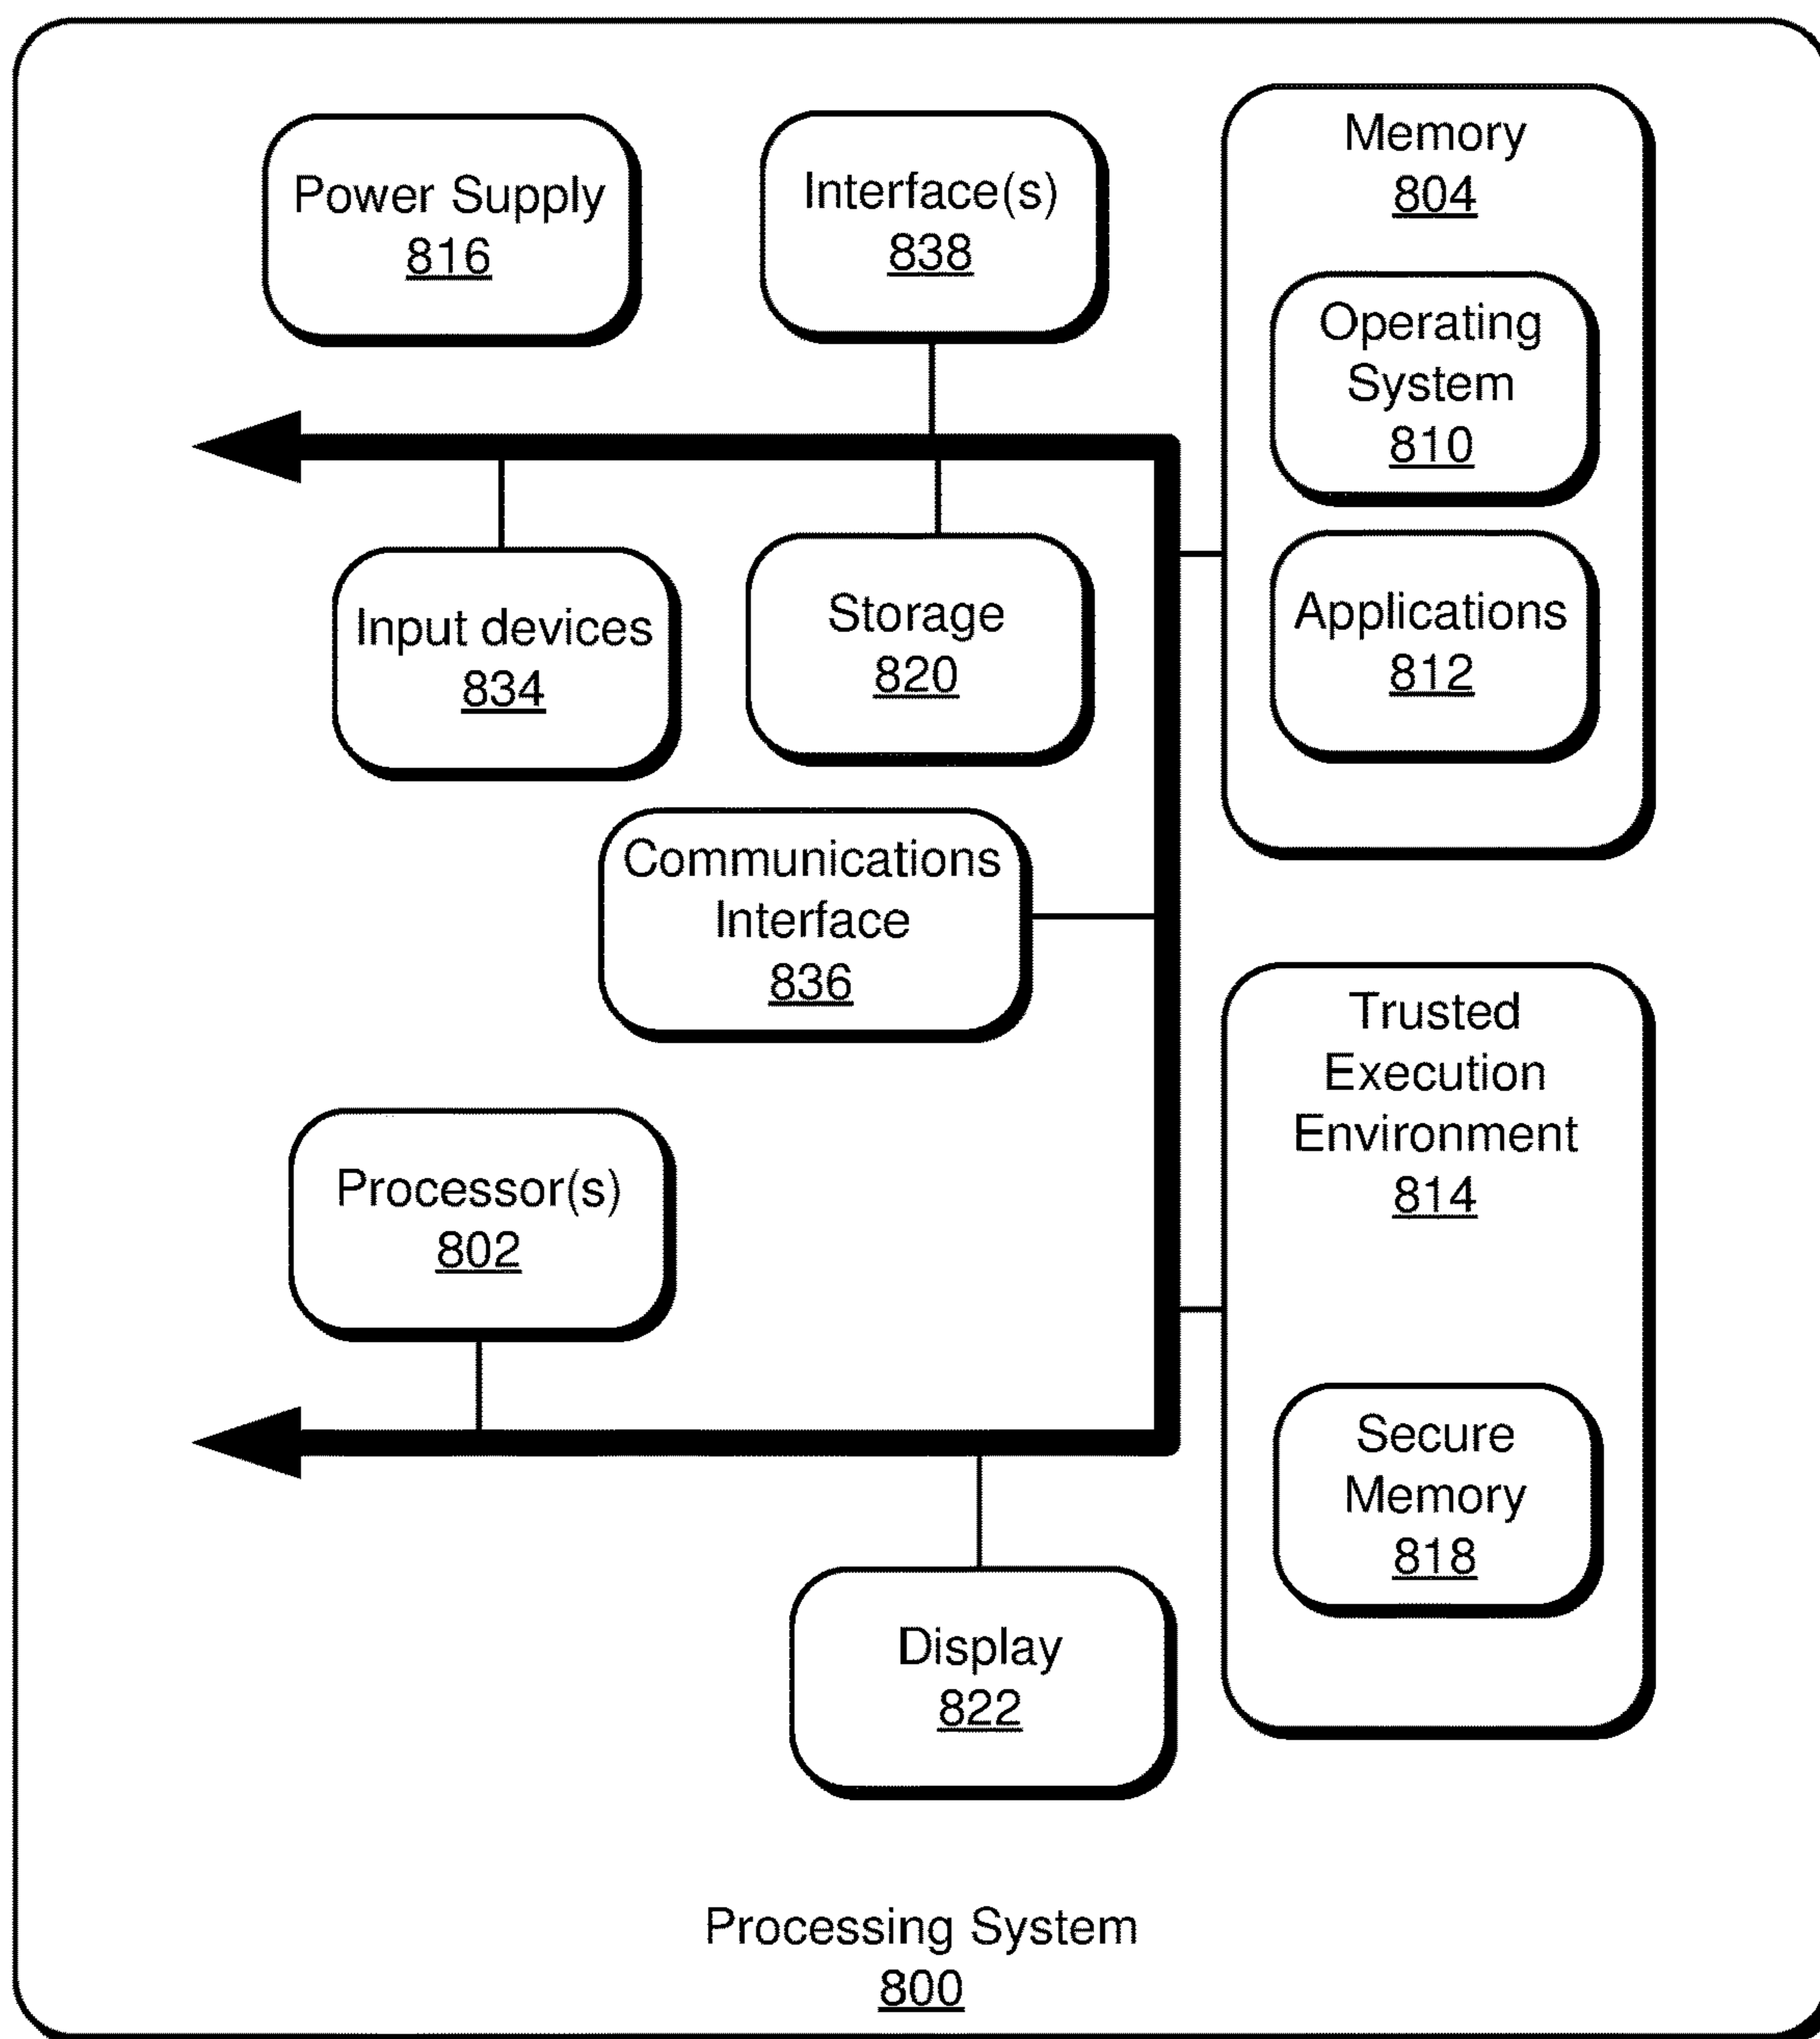 Power Supply
816
Interface(s)
838
Memory
804
Operating
System
810
Applications
812
Input devices
834
Storage
820
Communications
Interface
836
Trusted
Execution
Environment
814
Secure
Memory
818
Processor(s)
802
Display
822
Processing System
800